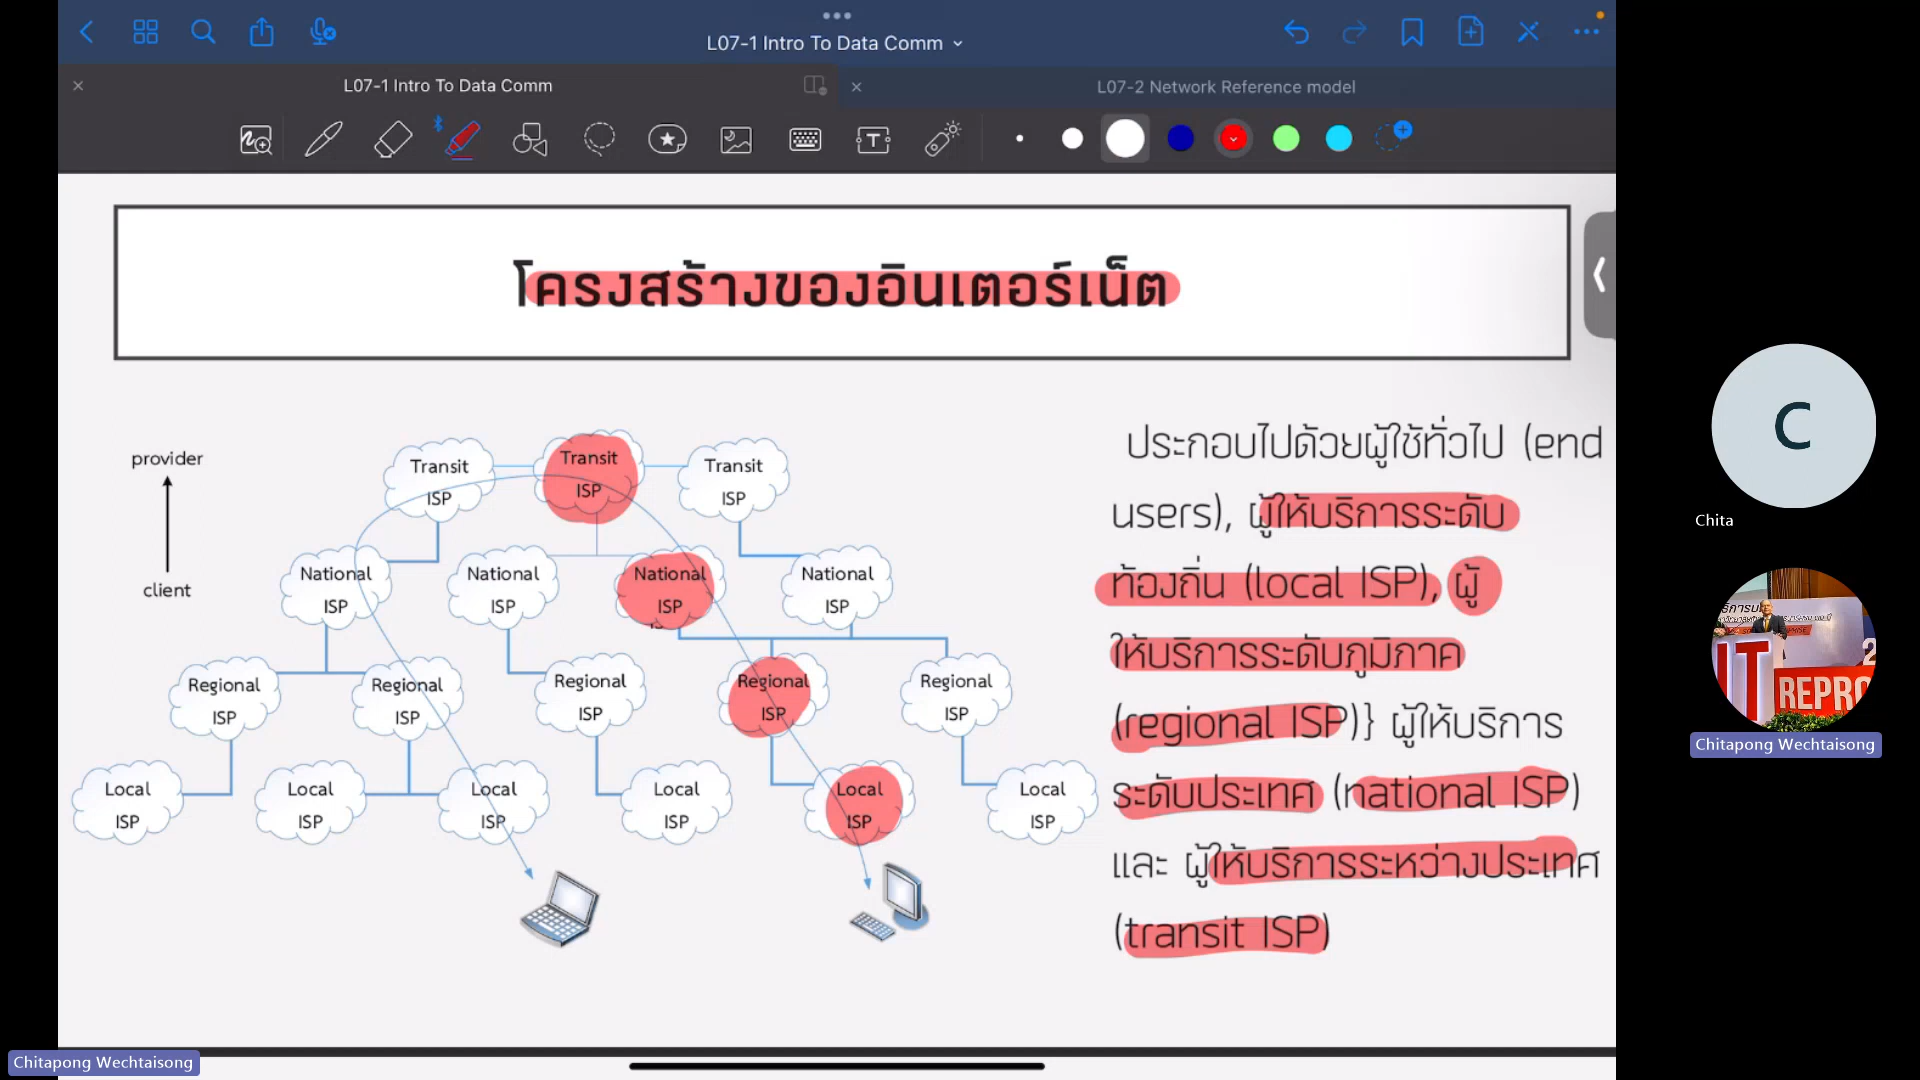 L07-1 Intro To Data Comm
L07-1 Intro To Data Comm
L07-2 Network Reference model
T
โครงสร้างของอินเตอร์เน็ต
provider
client
Transit ISP
Transit ISP
Transit ISP
National ISP
National ISP
National ISP
National ISP
Regional ISP
Regional ISP
Regional ISP
Regional ISP
Regional ISP
Local ISP
Local ISP
Local ISP
Local ISP
Local ISP
Local ISP
ประกอบไปด้วยผู้ใช้ทั่วไป (end
users), ผู้ให้บริการระดับ
ท้องถิ่น (local ISP), ผู้
ให้บริการระดับภูมิภาค
(regional ISP)} ผู้ให้บริการ
ระดับประเทศ (national ISP)
และ ผู้ให้บริการระหว่างประเทศ
(transit ISP)
C
Chita
IT
REPRO
Chitapong Wechtaisong
Chitapong Wechtaisong